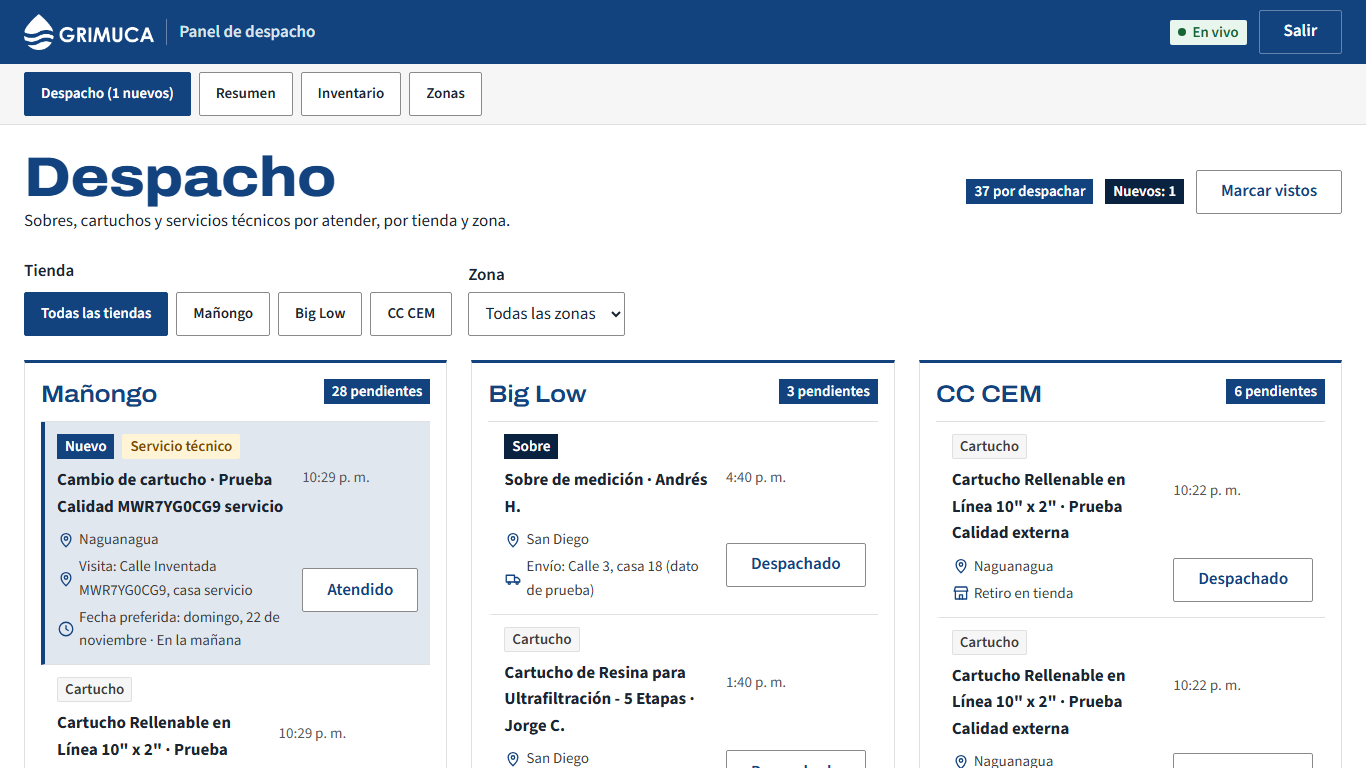 GRIMUCA
Panel de despacho
En vivo
Salir
Despacho (1 nuevos)
Resumen
Inventario
Zonas
Despacho
Sobres, cartuchos y servicios técnicos por atender, por tienda y zona.
37 por despachar
Nuevos: 1
Marcar vistos
Tienda
Todas las tiendas
Mañongo
Big Low
CC CEM
Zona
Todas las zonas
Mañongo
28 pendientes
Nuevo
Servicio técnico
Cambio de cartucho · Prueba
Calidad MWR7YG0CG9 servicio
10:29 p. m.
Naguanagua
Visita: Calle Inventada
MWR7YG0CG9, casa servicio
Fecha preferida: domingo, 22 de
noviembre · En la mañana
Atendido
Cartucho
Cartucho Rellenable en
Línea 10" x 2" · Prueba
10:29 p. m.
Big Low
3 pendientes
Sobre
Sobre de medición · Andrés
H.
4:40 p. m.
San Diego
Envío: Calle 3, casa 18 (dato
de prueba)
Despachado
Cartucho
Cartucho de Resina para
Ultrafiltración - 5 Etapas ·
Jorge C.
1:40 p. m.
San Diego
CC CEM
6 pendientes
Cartucho
Cartucho Rellenable en
Línea 10" x 2" · Prueba
Calidad externa
10:22 p. m.
Naguanagua
Retiro en tienda
Despachado
Cartucho
Cartucho Rellenable en
Línea 10" x 2" · Prueba
Calidad externa
10:22 p. m.
Naguanagua